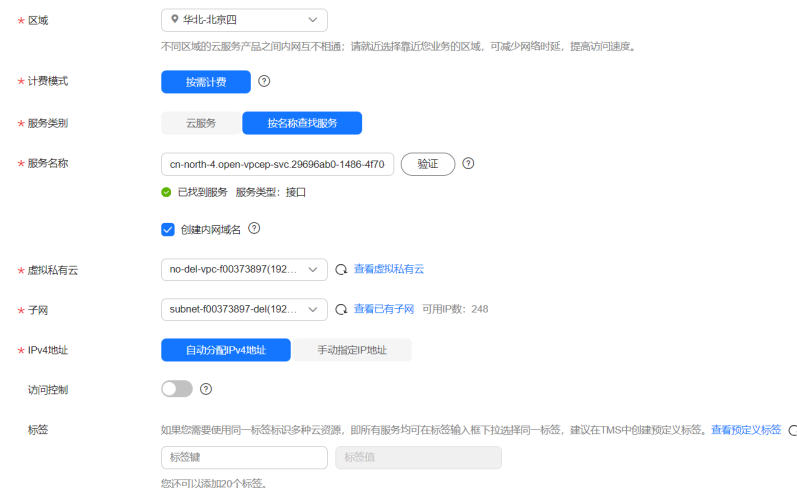 * 区域 华北-北京四
不同区域的云服务产品之间内网互不相通；请就近选择靠近您业务的区域，可减少网络时延，提高访问速度。
* 计费模式 按需计费
* 服务类别 云服务 按名称查找服务
* 服务名称 cn-north-4.open-vpcep-svc.29696ab0-1486-4f70 验证
已找到服务 服务类型：接口
创建内网域名
* 虚拟私有云 no-del-vpc-f00373897(192... 查看虚拟私有云
* 子网 subnet-f00373897-del(192... 查看已有子网 可用IP数：248
* IPv4地址 自动分配IPv4地址 手动指定IP地址
访问控制
标签 如果您需要使用同一标签标识多种云资源，即所有服务均可在标签输入框下拉选择同一标签，建议在TMS中创建预定义标签。查看预定义标签
标签键 标签值
您还可以添加20个标签。